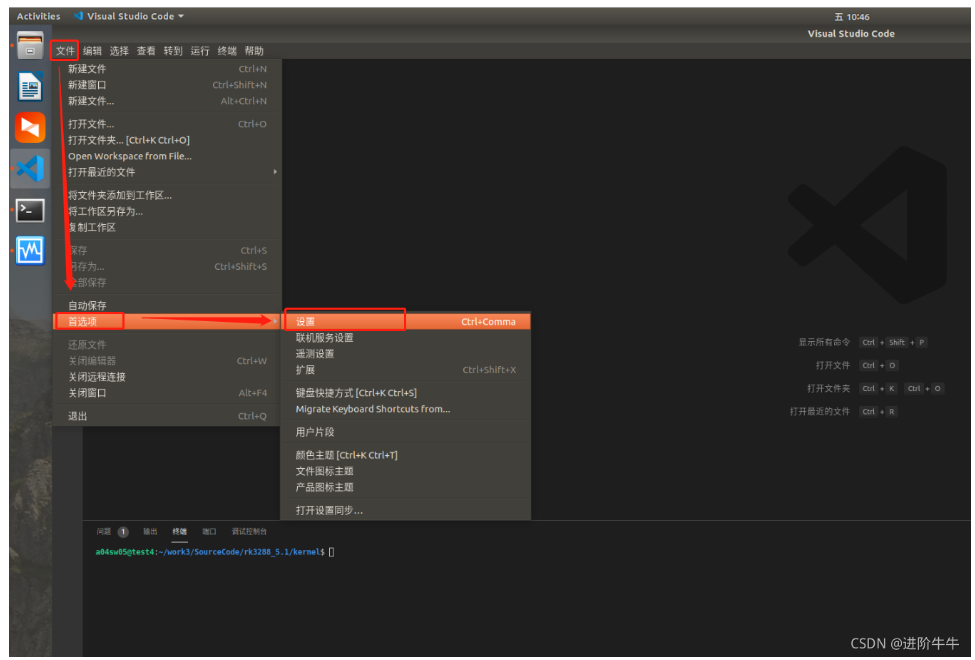 Activities Visual Studio Code
五 10:46
Visual Studio Code
文件 编辑 选择 查看 转到 运行 终端 帮助
新建文件 Ctrl+N
新建窗口 Ctrl+Shift+N
新建文件... Alt+Ctrl+N
打开文件... Ctrl+O
打开文件夹... [Ctrl+K Ctrl+O]
Open Workspace from File...
打开最近的文件
将文件夹添加到工作区...
将工作区另存为...
复制工作区
保存 Ctrl+S
另存为... Ctrl+Shift+S
全部保存
自动保存
首选项
还原文件
关闭编辑器 Ctrl+W
关闭远程连接
关闭窗口 Alt+F4
退出 Ctrl+Q
设置 Ctrl+Comma
联机服务设置
遥测设置
扩展 Ctrl+Shift+X
键盘快捷方式 [Ctrl+K Ctrl+S]
Migrate Keyboard Shortcuts from...
用户片段
颜色主题 [Ctrl+K Ctrl+T]
文件图标主题
产品图标主题
打开设置同步...
显示所有命令 Ctrl + Shift + P
打开文件 Ctrl + O
打开文件夹 Ctrl + K Ctrl + O
打开最近的文件 Ctrl + R
问题 1 输出 终端 端口 调试控制台
a04sw05@test4:~/work3/SourceCode/rk3288_5.1/kernel$
CSDN @进阶牛牛